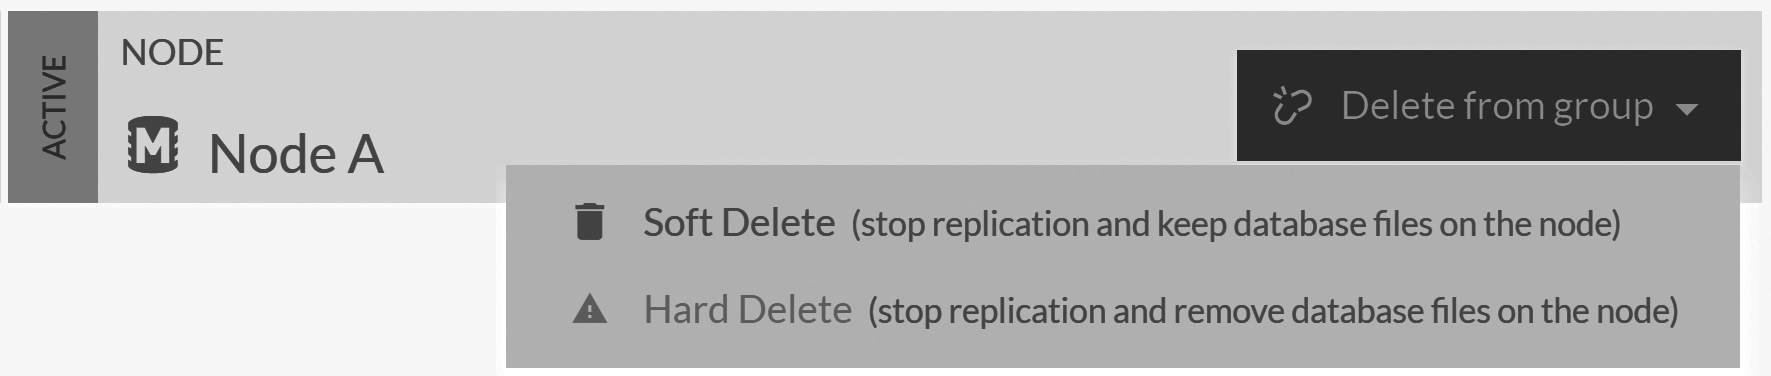 ACTIVE
NODE
M
Node A
Delete from group
Soft Delete (stop replication and keep database files on the node)
Hard Delete (stop replication and remove database files on the node)